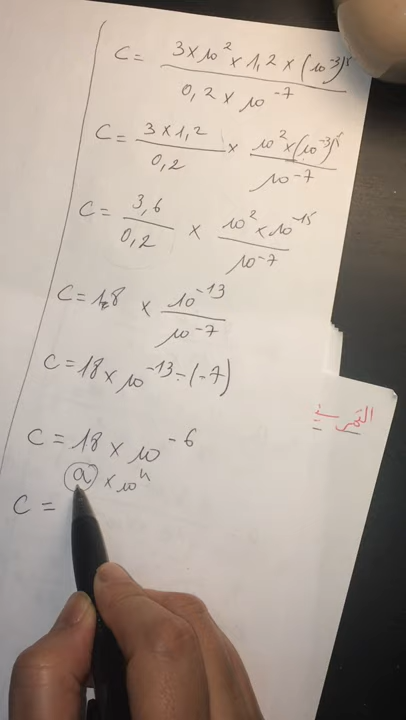 C = 3×10² × 1,2 × (10⁻³)⁵ / 0,2 × 10⁻⁷
C = 3×1,2 / 0,2 × 10² × (10⁻³)⁵ / 10⁻⁷
C = 3,6 / 0,2 × 10² × 10⁻¹⁵ / 10⁻⁷
C = 18 × 10⁻¹³ / 10⁻⁷
C = 18 × 10⁻¹³⁻⁽⁻⁷⁾
التمرين
C = 18 × 10⁻⁶
a × 10ⁿ
C =